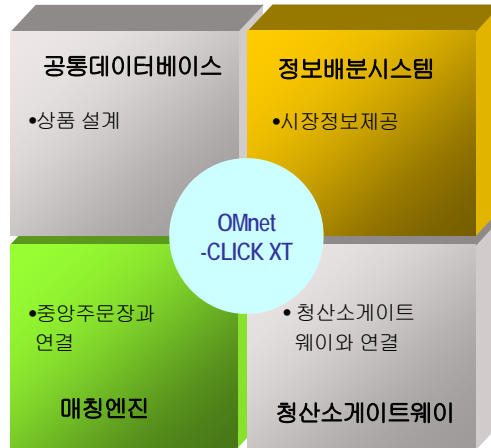 공통데이터베이스
•상품 설계
정보배분시스템
•시장정보제공
OMnet
-CLICK XT
•중앙주문장과
연결
매칭엔진
• 청산소게이트
웨이와 연결
청산소게이트웨이